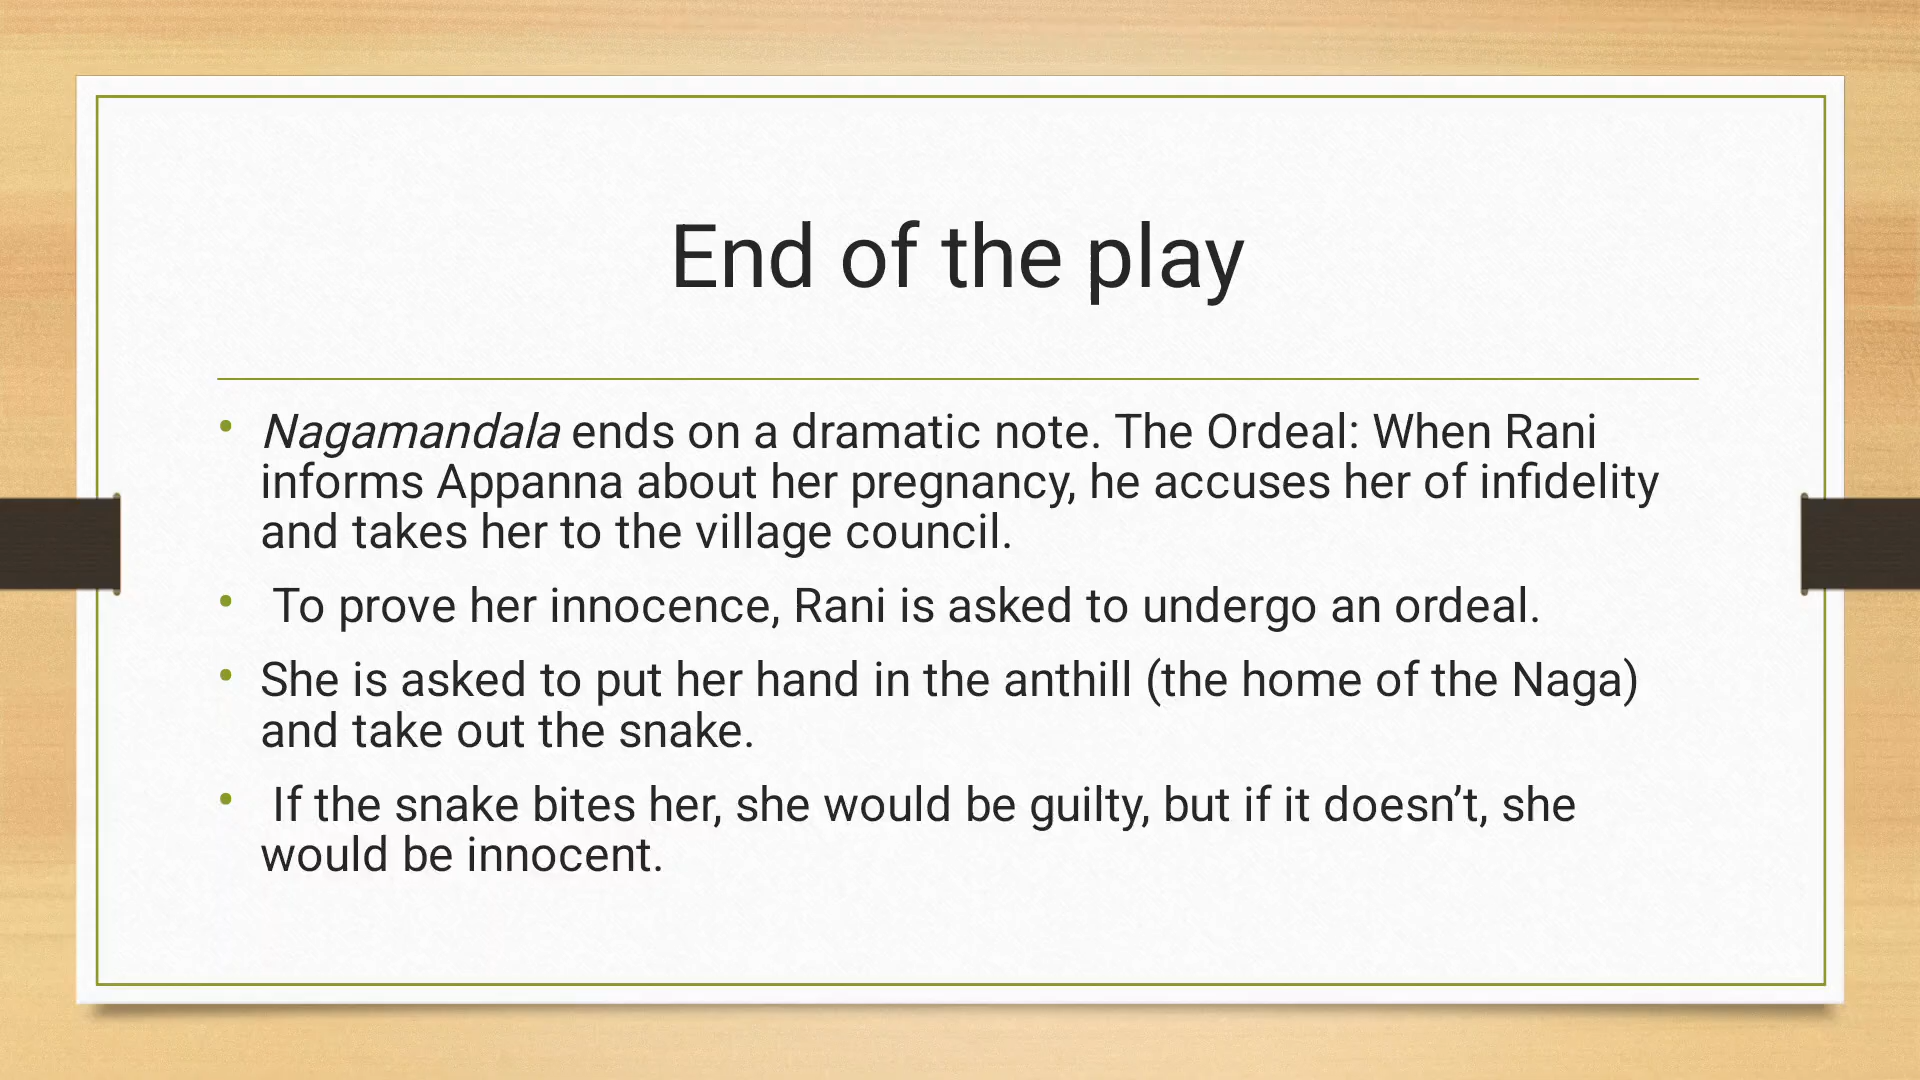 End of the play
• Nagamandala ends on a dramatic note. The Ordeal: When Rani
informs Appanna about her pregnancy, he accuses her of infidelity
and takes her to the village council.
• To prove her innocence, Rani is asked to undergo an ordeal.
• She is asked to put her hand in the anthill (the home of the Naga)
and take out the snake.
• If the snake bites her, she would be guilty, but if it doesn’t, she
would be innocent.